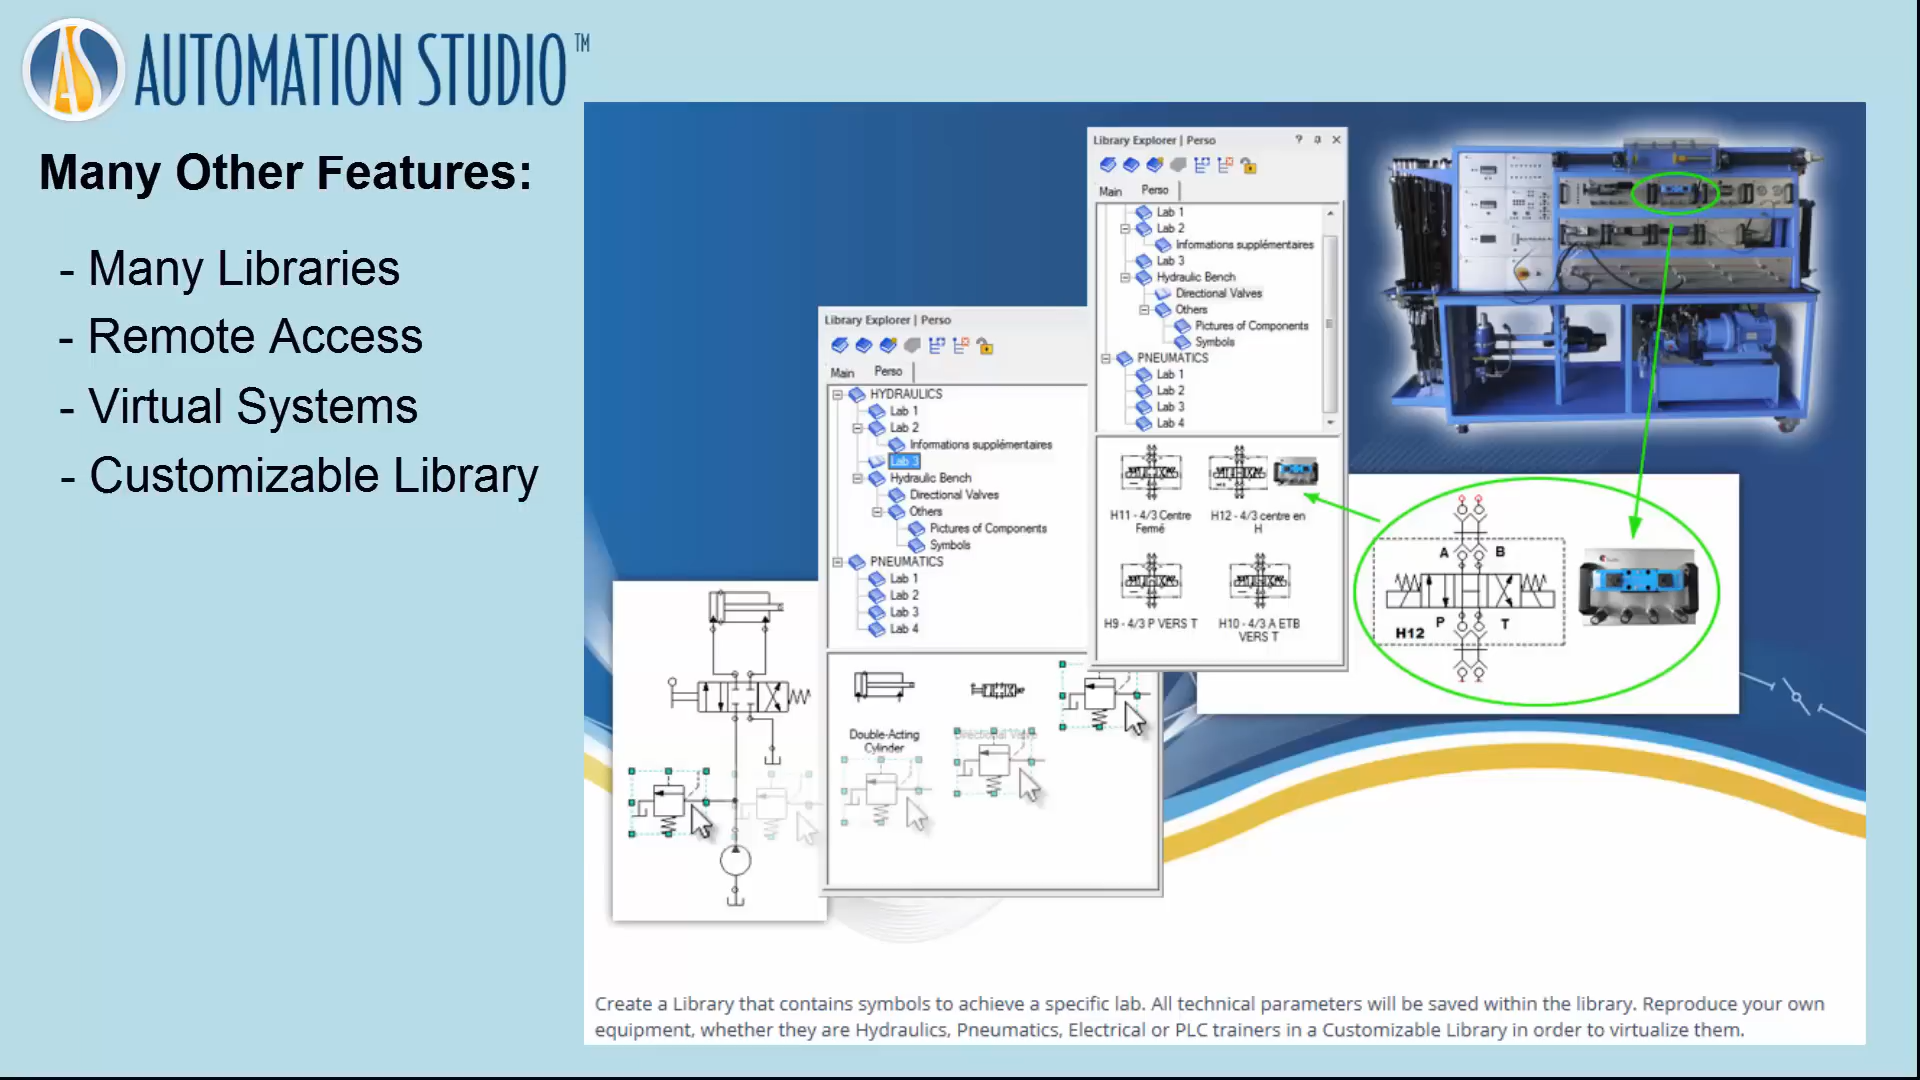 AUTOMATION STUDIO™
Many Other Features:
- Many Libraries
- Remote Access
- Virtual Systems
- Customizable Library
Library Explorer | Perso
Main Perso
Lab 1
Lab 2
Informations supplémentaires
Lab 3
Hydraulic Bench
Directional Valves
Others
Pictures of Components
Symbols
PNEUMATICS
Lab 1
Lab 2
Lab 3
Lab 4
H11 - 4/3 Centre
Fermé
H12 - 4/3 centre en
H
H9 - 4/3 P VERS T
H10 - 4/3 A ETB
VERS T
Library Explorer | Perso
Main Perso
HYDRAULICS
Lab 1
Lab 2
Informations supplémentaires
Lab 3
Hydraulic Bench
Directional Valves
Others
Pictures of Components
Symbols
PNEUMATICS
Lab 1
Lab 2
Lab 3
Lab 4
Double-Acting
Cylinder
Directional Valve
A B
P T
H12
Create a Library that contains symbols to achieve a specific lab. All technical parameters will be saved within the library. Reproduce your own
equipment, whether they are Hydraulics, Pneumatics, Electrical or PLC trainers in a Customizable Library in order to virtualize them.